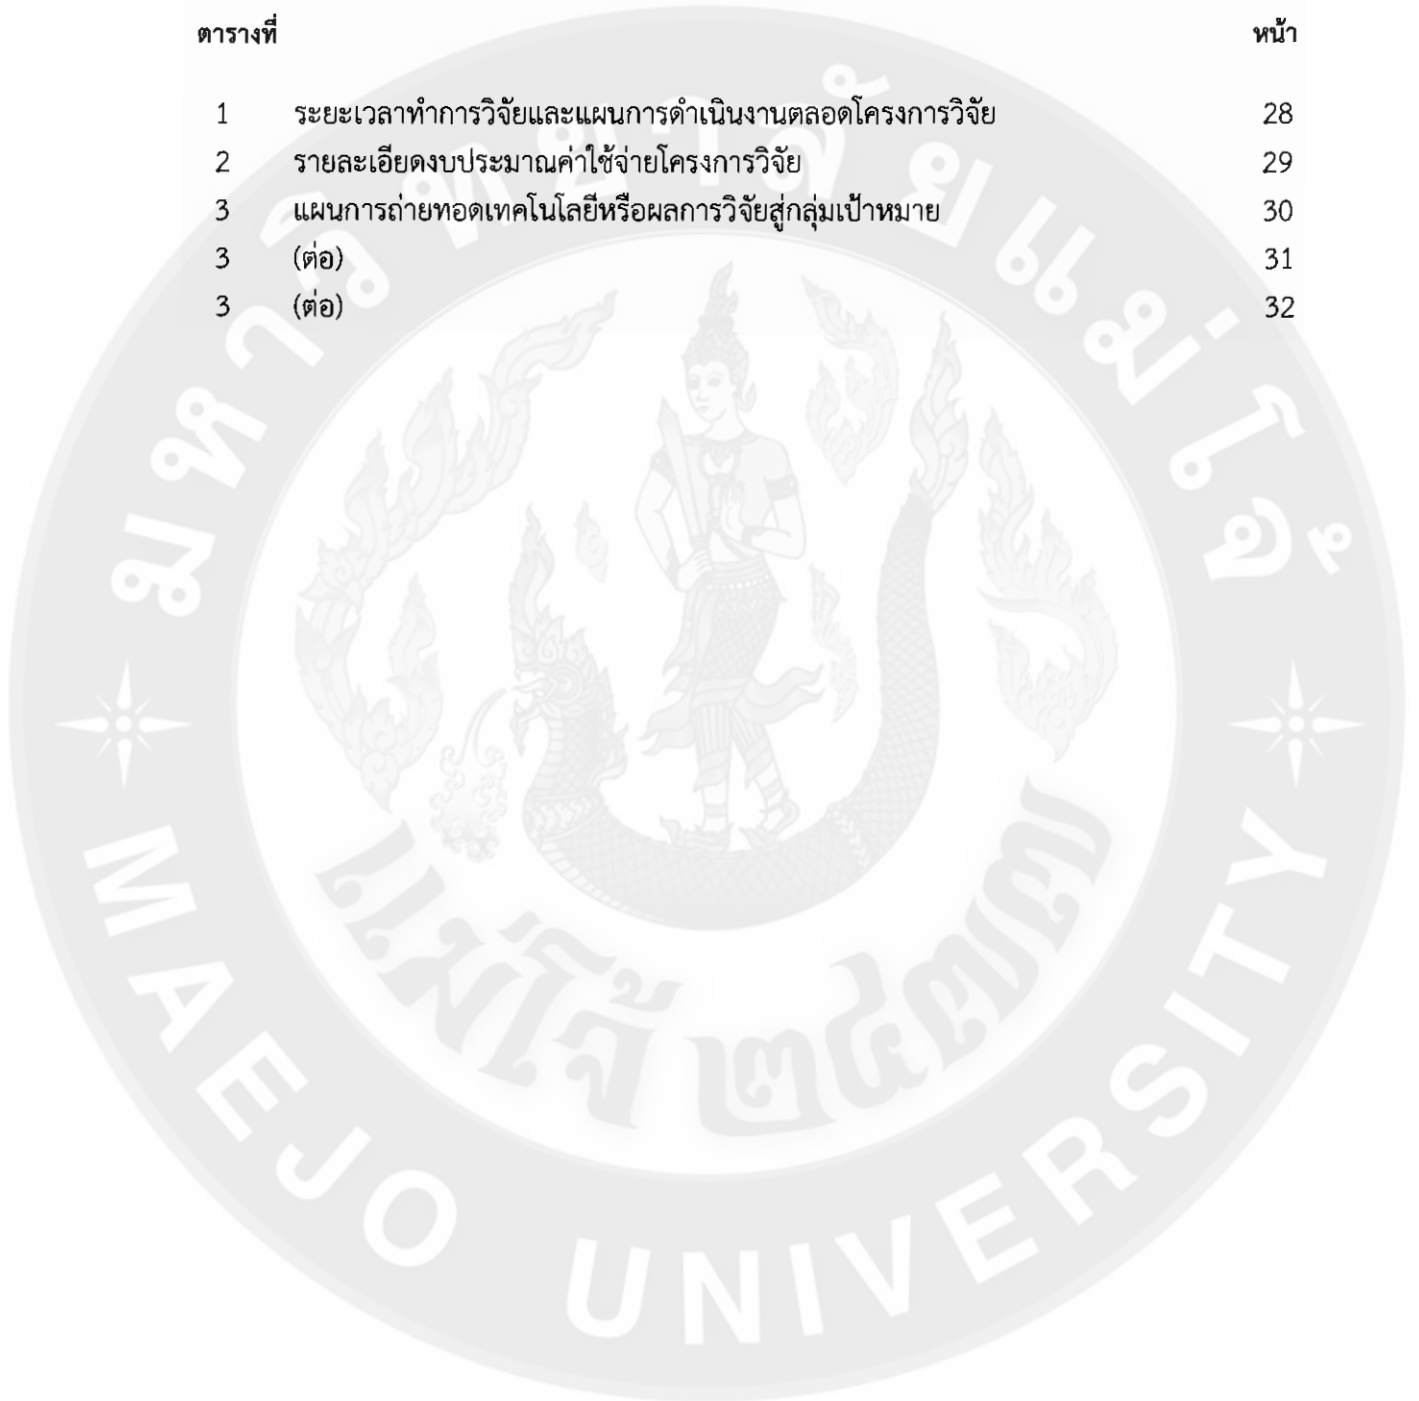 ตารางที่ หน้า
1 ระยะเวลาทำการวิจัยและแผนการดำเนินงานตลอดโครงการวิจัย 28
2 รายละเอียดงบประมาณค่าใช้จ่ายโครงการวิจัย 29
3 แผนการถ่ายทอดเทคโนโลยีหรือผลการวิจัยสู่กลุ่มเป้าหมาย 30
3 (ต่อ) 31
3 (ต่อ) 32
มหาวิทยาลัยแม่โจ้
แม่โจ้ ๒๔๗๗
MAEJO UNIVERSITY